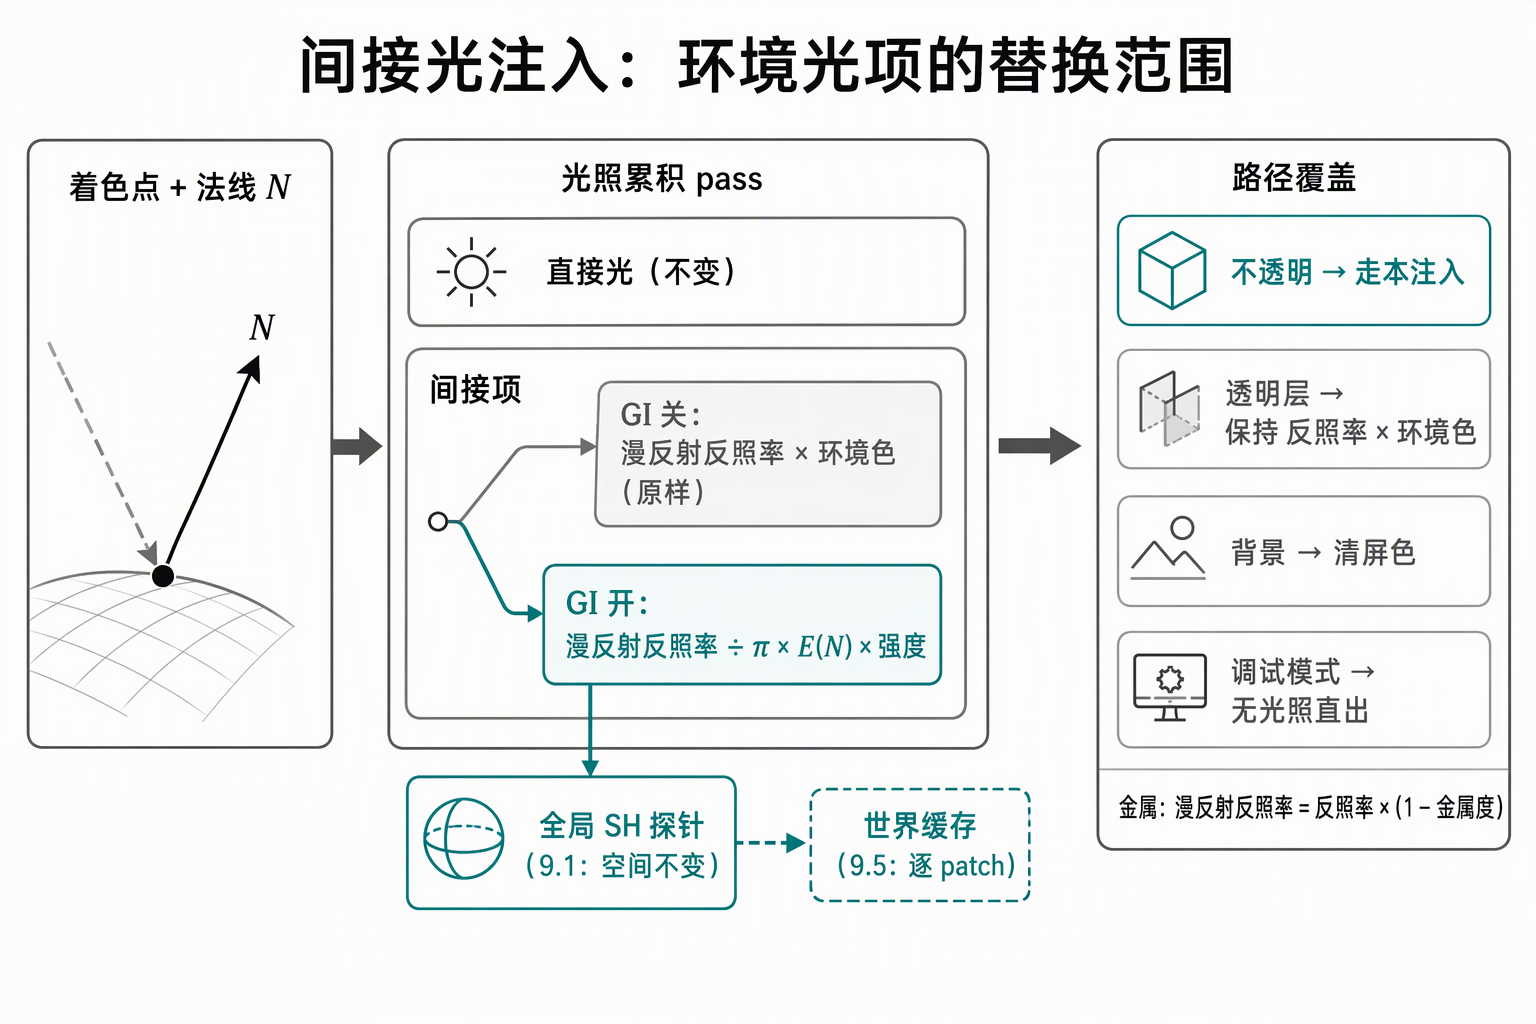 间接光注入：环境光项的替换范围
着色点 + 法线 N
N
光照累积 pass
直接光（不变）
间接项
GI 关：
漫反射反照率 × 环境色
（原样）
GI 开：
漫反射反照率 ÷ π × E(N) × 强度
全局 SH 探针
（9.1：空间不变）
世界缓存
（9.5：逐 patch）
路径覆盖
不透明 → 走本注入
透明层 →
保持 反照率 × 环境色
背景 → 清屏色
调试模式 →
无光照直出
金属：漫反射反照率 = 反照率 × (1 − 金属度)